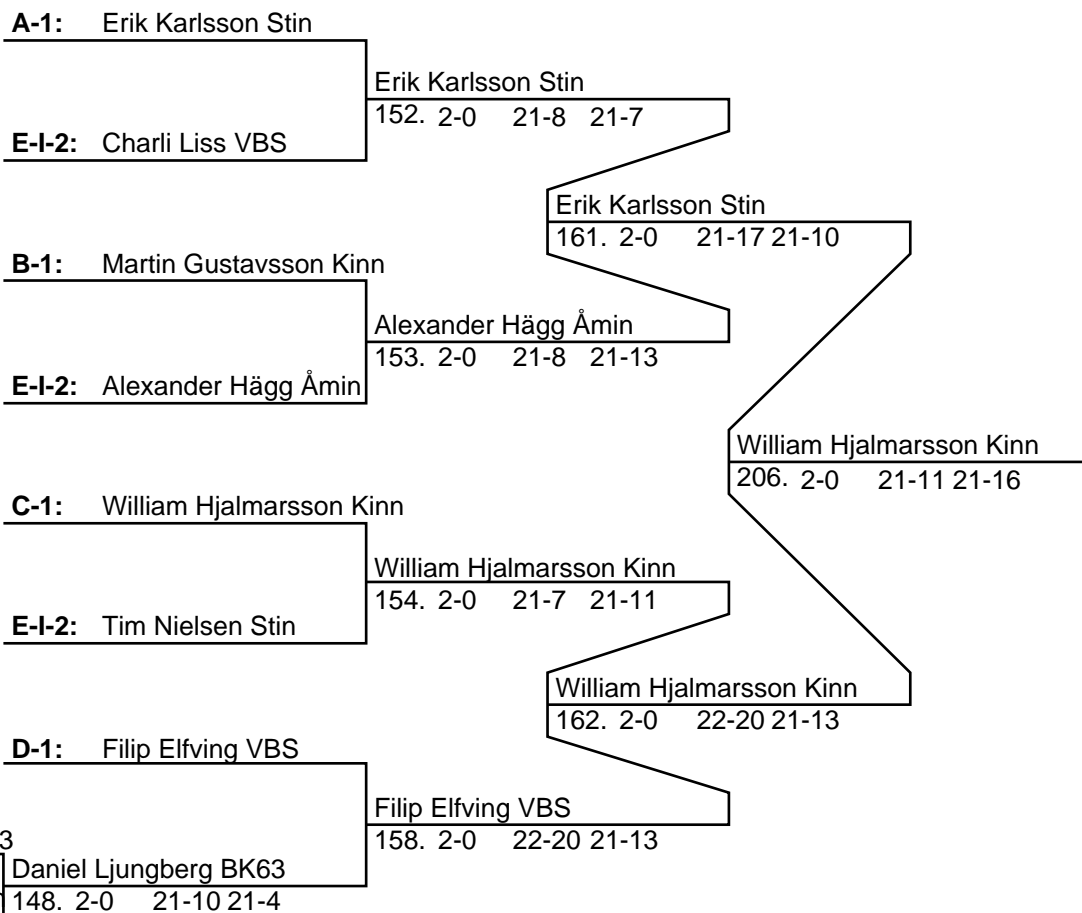 A-1: Erik Karlsson Stin
Erik Karlsson Stin
152. 2-0 21-8 21-7
E-I-2: Charli Liss VBS
Erik Karlsson Stin
161. 2-0 21-17 21-10
B-1: Martin Gustavsson Kinn
Alexander Hägg Åmin
153. 2-0 21-8 21-13
E-I-2: Alexander Hägg Åmin
William Hjalmarsson Kinn
206. 2-0 21-11 21-16
C-1: William Hjalmarsson Kinn
William Hjalmarsson Kinn
154. 2-0 21-7 21-11
E-I-2: Tim Nielsen Stin
William Hjalmarsson Kinn
162. 2-0 22-20 21-13
D-1: Filip Elfving VBS
Filip Elfving VBS
158. 2-0 22-20 21-13
3
Daniel Ljungberg BK63
148. 2-0 21-10 21-4